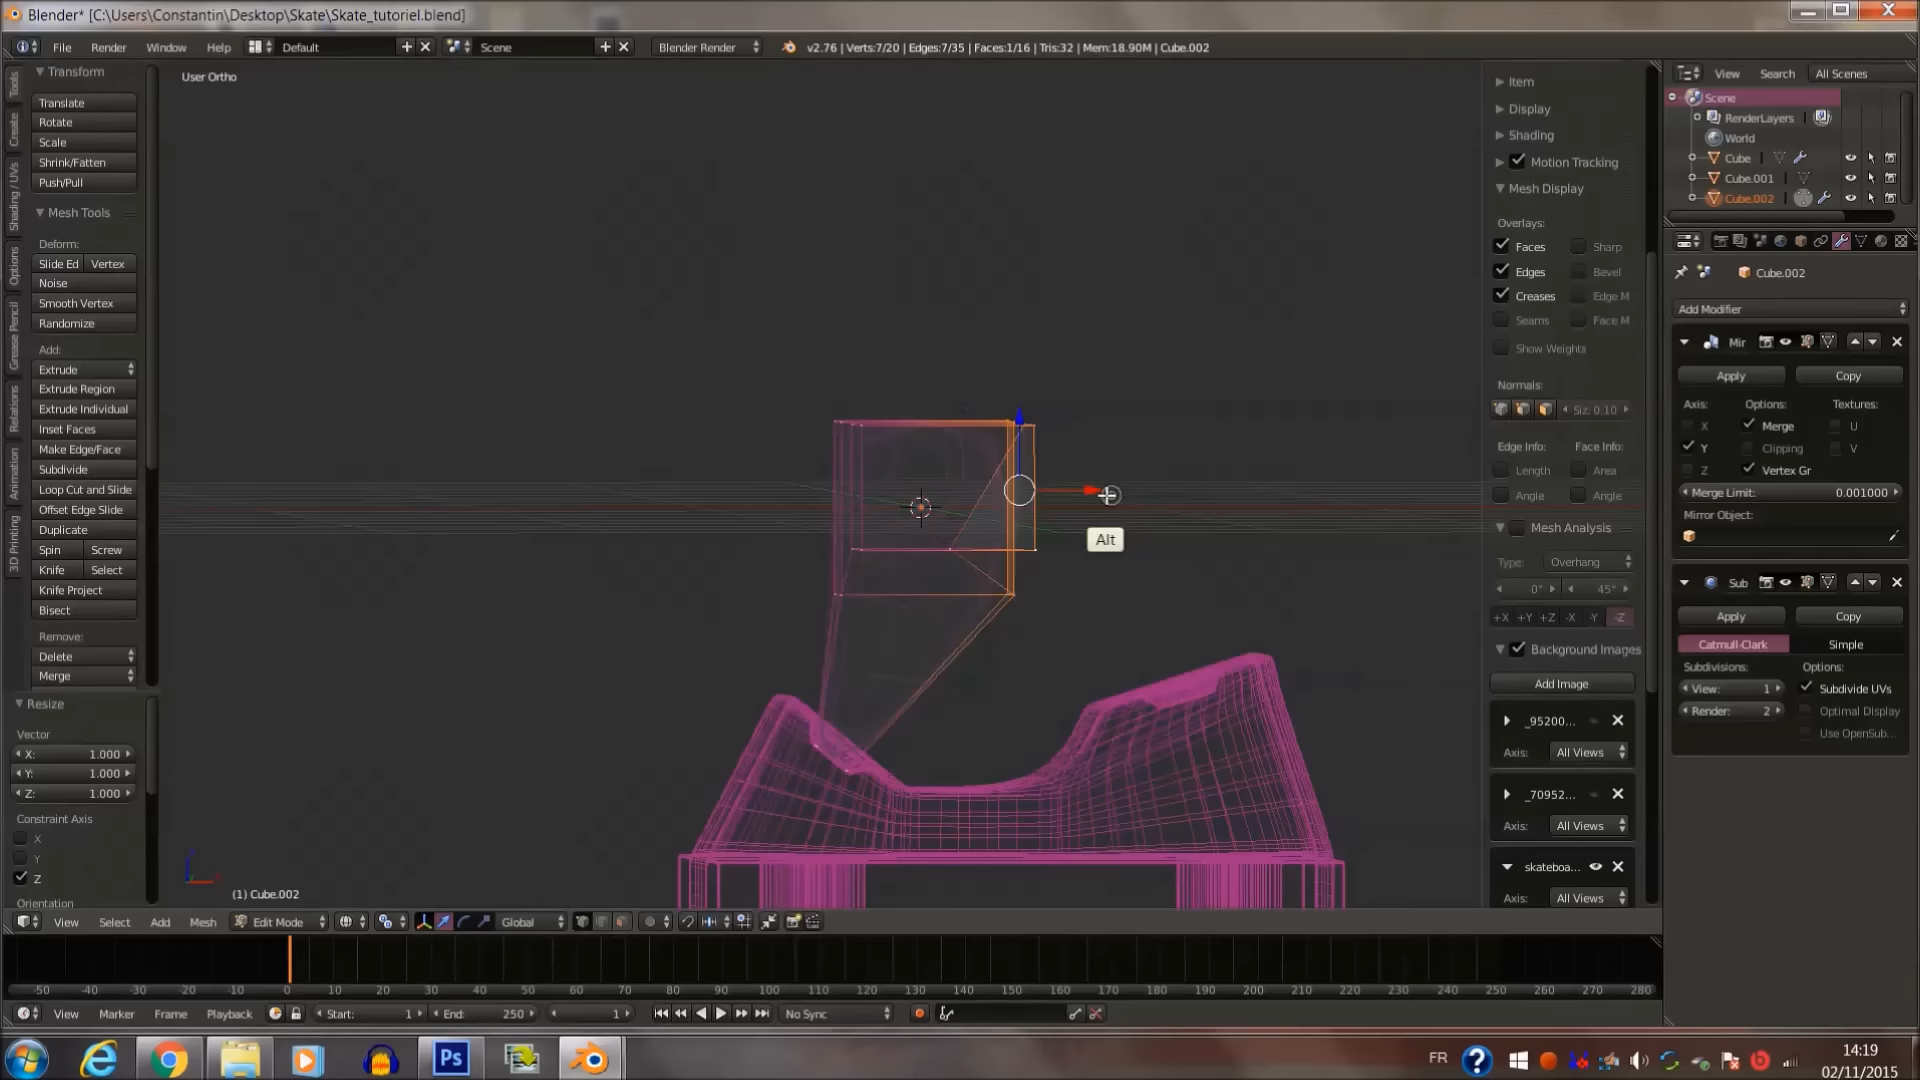 Blender* [C:\Users\Constantin\Desktop\Skate\Skate_tutoriel.blend]
File Render Window Help Default Scene Blender Render v2.76 | Verts:7/20 | Edges:7/35 | Faces:1/16 | Tris:32 | Mem:18.90M | Cube.002
Transform
Translate
Rotate
Scale
Shrink/Fatten
Push/Pull
Mesh Tools
Deform:
Slide Ed Vertex
Noise
Smooth Vertex
Randomize
Add:
Extrude
Extrude Region
Extrude Individual
Inset Faces
Make Edge/Face
Subdivide
Loop Cut and Slide
Offset Edge Slide
Duplicate
Spin Screw
Knife Select
Knife Project
Bisect
Remove:
Delete
Merge
Tools
Create
Shading / UVs
Options
Grease Pencil
Relations
Animation
3D Printing
Resize
Vector
X: 1.000
Y: 1.000
Z: 1.000
Constraint Axis
X
Y
Z
Orientation
User Ortho
Alt
(1) Cube.002
Item
Display
Shading
Motion Tracking
Mesh Display
Overlays:
Faces Sharp
Edges Bevel
Creases Edge M
Seams Face M
Show Weights
Normals:
Siz: 0.10
Edge Info: Face Info:
Length Area
Angle Angle
Mesh Analysis
Type: Overhang
0° 45°
+X +Y +Z -X -Y -Z
Background Images
Add Image
_95200...
Axis: All Views
_70952...
Axis: All Views
skateboa...
Axis: All Views
View Search All Scenes
Scene
RenderLayers
World
Cube
Cube.001
Cube.002
Cube.002
Add Modifier
Mir
Apply Copy
Axis: Options: Textures:
X Merge U
Y Clipping V
Z Vertex Gr
Merge Limit: 0.001000
Mirror Object:
Sub
Apply Copy
Catmull-Clark Simple
Subdivisions: Options:
View: 1 Subdivide UVs
Render: 2 Optimal Display
Use OpenSub...
View Select Add Mesh Edit Mode Global
-50 -40 -30 -20 -10 0 10 20 30 40 50 60 70 80 90 100 110 120 130 140 150 160 170 180 190 200 210 220 230 240 250 260 270 280
View Marker Frame Playback Start: 1 End: 250 1 No Sync
Ps
FR
14:19
02/11/2015